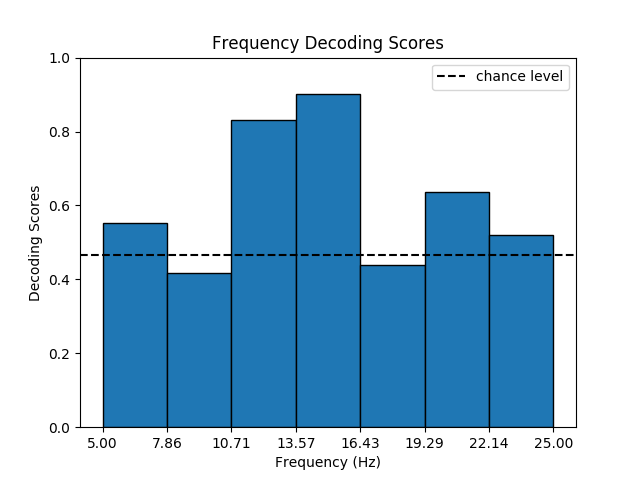 Frequency Decoding Scores
chance level
1.0
0.8
0.6
0.4
0.2
0.0
Decoding Scores
5.00 7.86 10.71 13.57 16.43 19.29 22.14 25.00
Frequency (Hz)